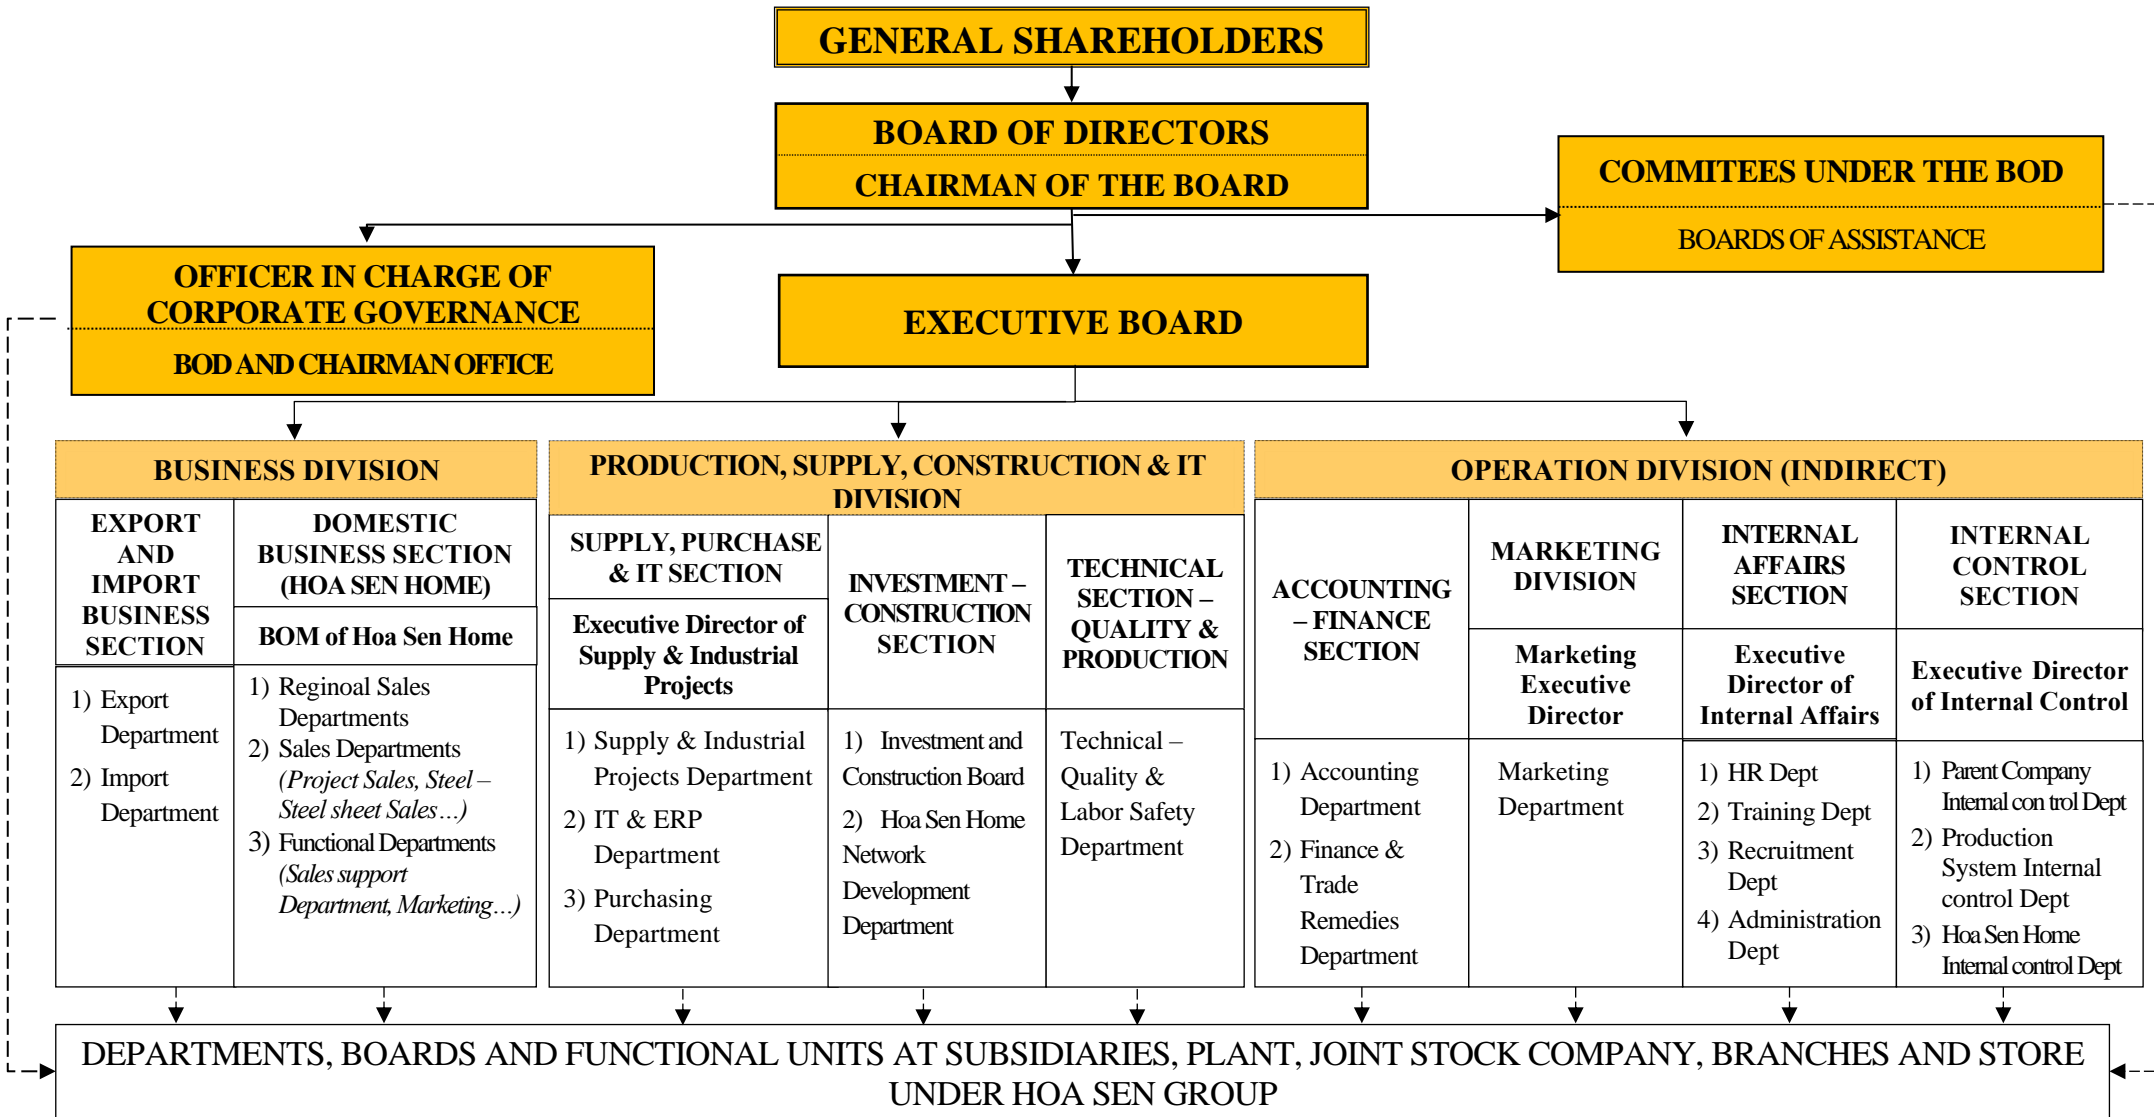 GENERAL SHAREHOLDERS
BOARD OF DIRECTORS
CHAIRMAN OF THE BOARD
COMMITEES UNDER THE BOD
BOARDS OF ASSISTANCE
OFFICER IN CHARGE OF
CORPORATE GOVERNANCE
BOD AND CHAIRMAN OFFICE
EXECUTIVE BOARD
BUSINESS DIVISION
EXPORT
AND
IMPORT
BUSINESS
SECTION
1) Export
Department
2) Import
Department
DOMESTIC
BUSINESS SECTION
(HOA SEN HOME)
BOM of Hoa Sen Home
1) Reginoal Sales
Departments
2) Sales Departments
(Project Sales, Steel –
Steel sheet Sales…)
3) Functional Departments
(Sales support
Department, Marketing…)
PRODUCTION, SUPPLY, CONSTRUCTION & IT
DIVISION
SUPPLY, PURCHASE
& IT SECTION
Executive Director of
Supply & Industrial
Projects
1) Supply & Industrial
Projects Department
2) IT & ERP
Department
3) Purchasing
Department
INVESTMENT –
CONSTRUCTION
SECTION
1) Investment and
Construction Board
2) Hoa Sen Home
Network
Development
Department
TECHNICAL
SECTION –
QUALITY &
PRODUCTION
Technical –
Quality &
Labor Safety
Department
OPERATION DIVISION (INDIRECT)
ACCOUNTING
– FINANCE
SECTION
1) Accounting
Department
2) Finance &
Trade
Remedies
Department
MARKETING
DIVISION
Marketing
Executive
Director
Marketing
Department
INTERNAL
AFFAIRS
SECTION
Executive
Director of
Internal Affairs
1) HR Dept
2) Training Dept
3) Recruitment
Dept
4) Administration
Dept
INTERNAL
CONTROL
SECTION
Executive Director
of Internal Control
1) Parent Company
Internal con trol Dept
2) Production
System Internal
control Dept
3) Hoa Sen Home
Internal control Dept
DEPARTMENTS, BOARDS AND FUNCTIONAL UNITS AT SUBSIDIARIES, PLANT, JOINT STOCK COMPANY, BRANCHES AND STORE
UNDER HOA SEN GROUP